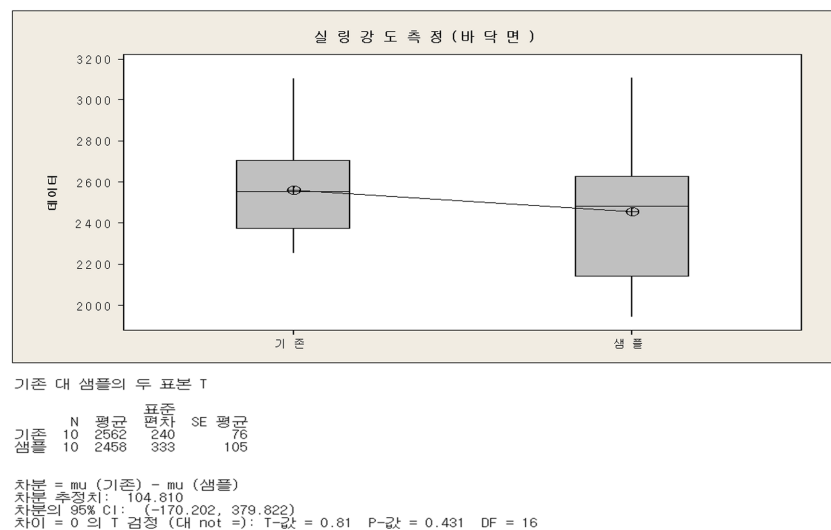 실링강도측정(바닥면)
3200
3000
2800
2600
2400
2200
2000
데이터
기존 샘플
기존 대 샘플의 두 표본 T
표준
N 평균 편차 SE 평균
기존 10 2562 240 76
샘플 10 2458 333 105
차분 = mu (기존) - mu (샘플)
차분 추정치: 104.810
차분의 95% CI: (-170.202, 379.822)
차이 = 0 의 T 검정 (대 not =): T-값 = 0.81 P-값 = 0.431 DF = 16